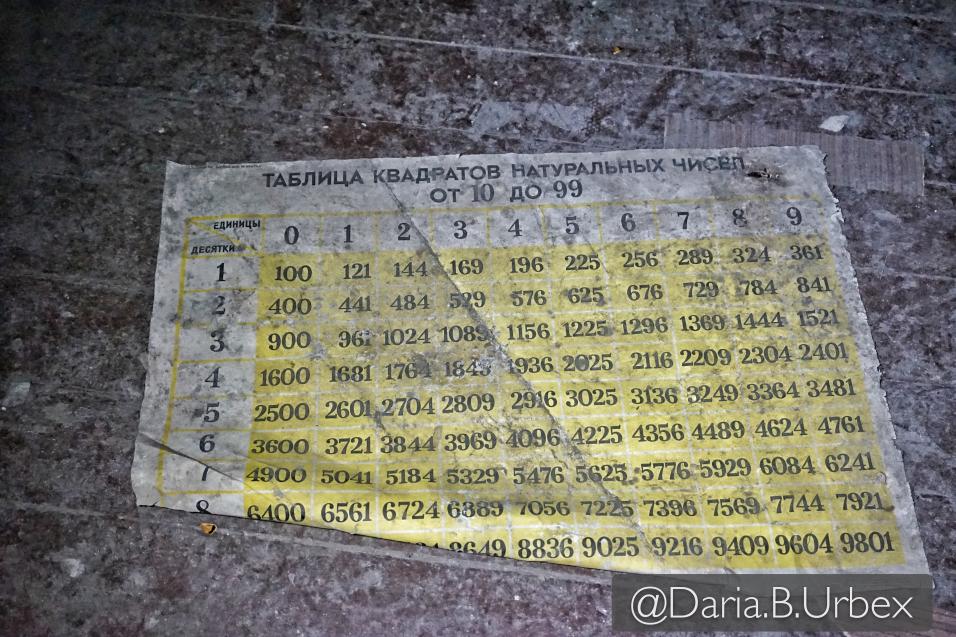 ТАБЛИЦА КВАДРАТОВ НАТУРАЛЬНЫХ ЧИСЕЛ
ОТ 10 ДО 99
ЕДИНИЦЫ 0 1 2 3 4 5 6 7 8 9
ДЕСЯТКИ
1 100 121 144 169 196 225 256 289 324 361
2 400 441 484 529 576 625 676 729 784 841
3 900 961 1024 1089 1156 1225 1296 1369 1444 1521
4 1600 1681 1764 1849 1936 2025 2116 2209 2304 2401
5 2500 2601 2704 2809 2916 3025 3136 3249 3364 3481
6 3600 3721 3844 3969 4096 4225 4356 4489 4624 4761
7 4900 5041 5184 5329 5476 5625 5776 5929 6084 6241
8 6400 6561 6724 6889 7056 7225 7396 7569 7744 7921
8649 8836 9025 9216 9409 9604 9801
@Daria.B.Urbex